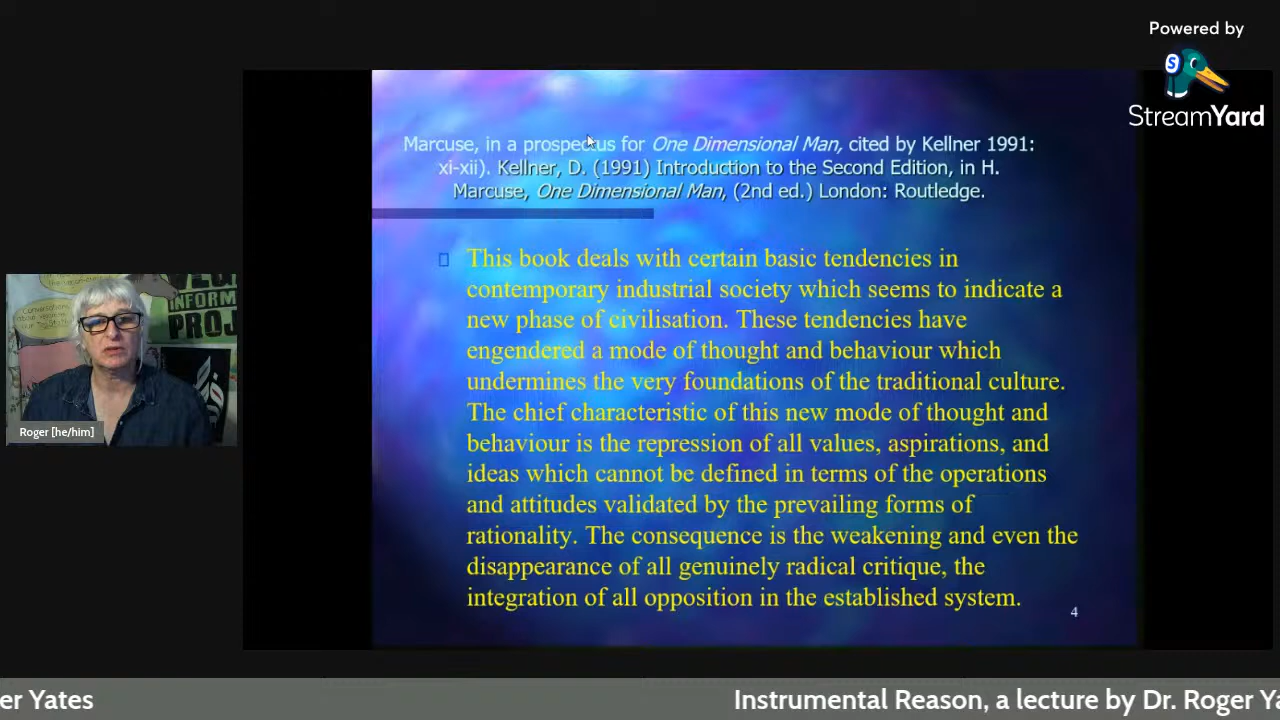 Powered by
S
StreamYard
Marcuse, in a prospectus for One Dimensional Man, cited by Kellner 1991:
xi-xii). Kellner, D. (1991) Introduction to the Second Edition, in H.
Marcuse, One Dimensional Man, (2nd ed.) London: Routledge.
This book deals with certain basic tendencies in
contemporary industrial society which seems to indicate a
new phase of civilisation. These tendencies have
engendered a mode of thought and behaviour which
undermines the very foundations of the traditional culture.
The chief characteristic of this new mode of thought and
behaviour is the repression of all values, aspirations, and
ideas which cannot be defined in terms of the operations
and attitudes validated by the prevailing forms of
rationality. The consequence is the weakening and even the
disappearance of all genuinely radical critique, the
integration of all opposition in the established system.
4
INFORM
PROJ
Roger [he/him]
er Yates
Instrumental Reason, a lecture by Dr. Roger Ya